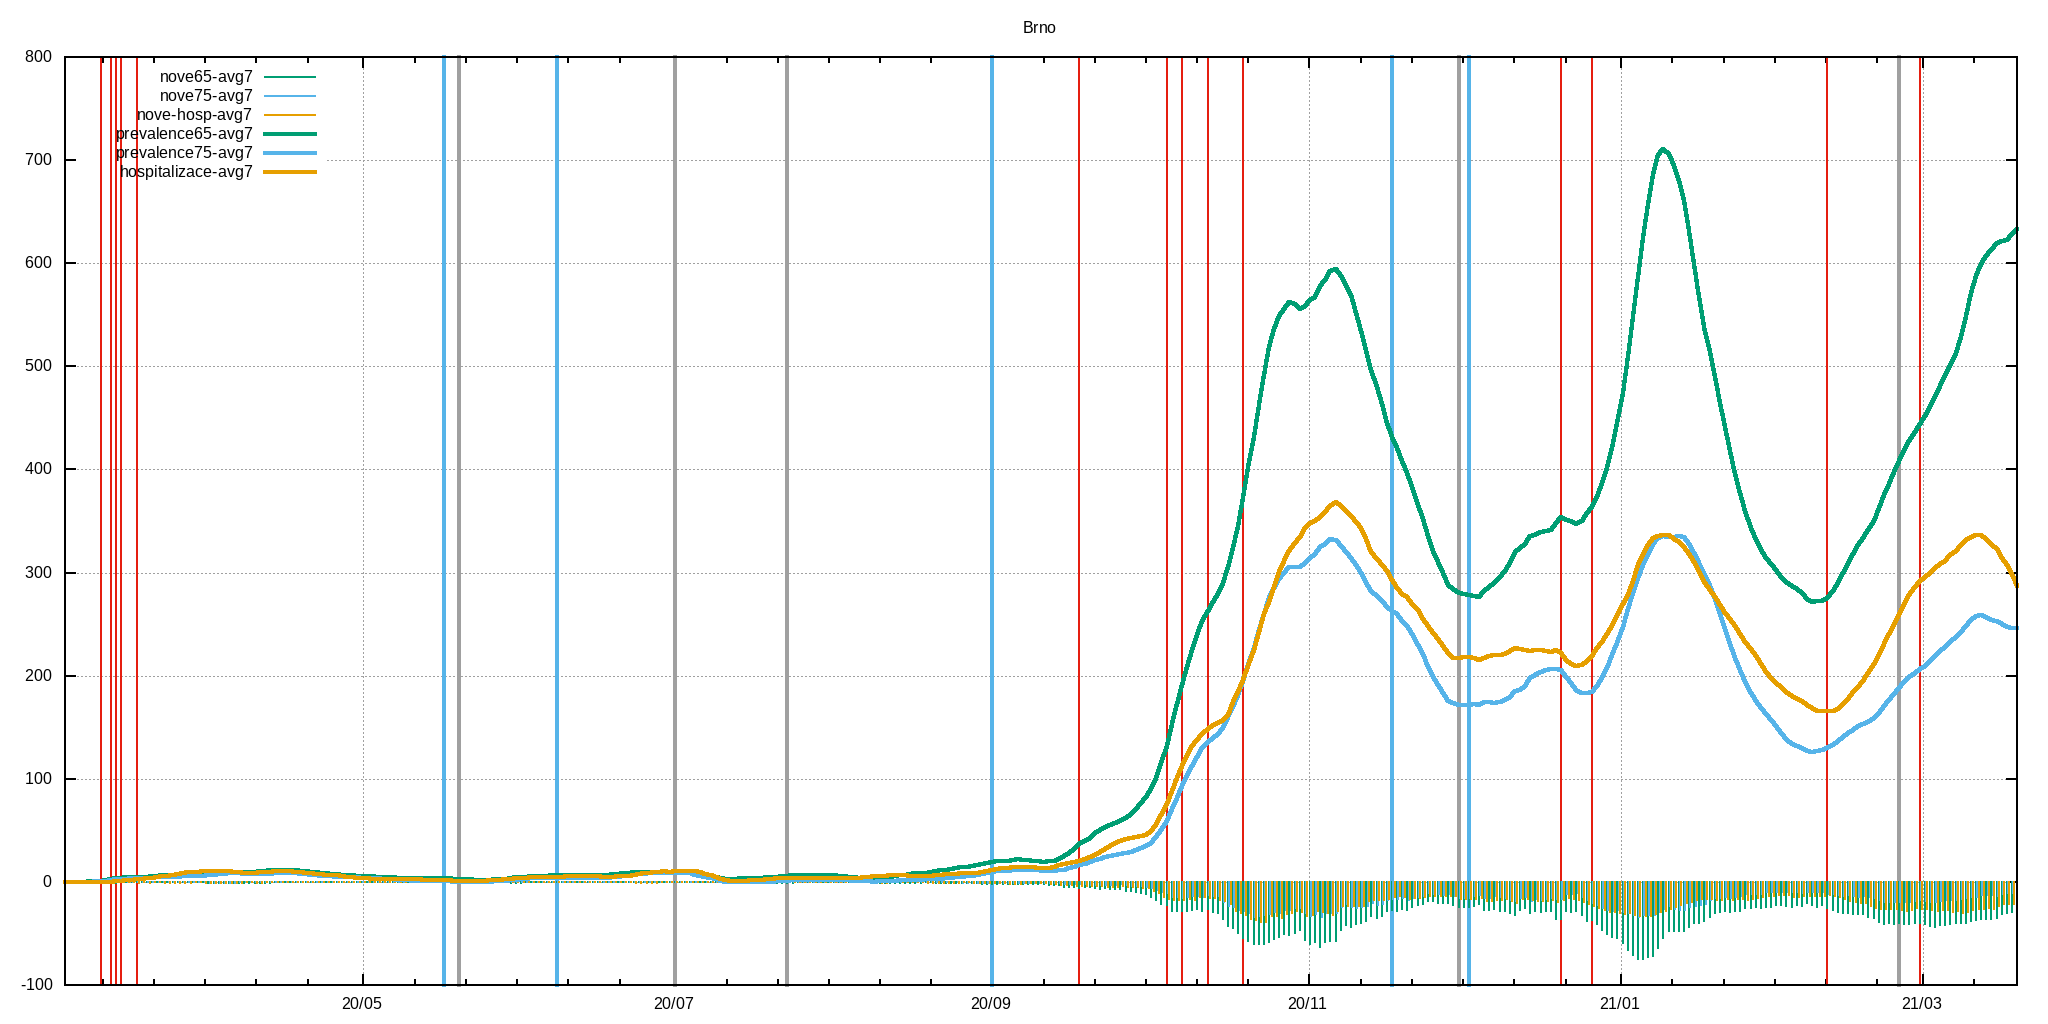 Brno
800
700
600
500
400
300
200
100
0
-100
nove65-avg7
nove75-avg7
nove-hosp-avg7
prevalence65-avg7
prevalence75-avg7
hospitalizace-avg7
20/05 20/07 20/09 20/11 21/01 21/03